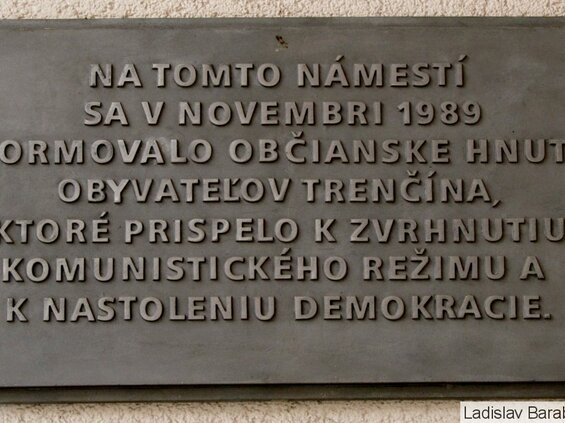 NA TOMTO NÁMESTÍ
SA V NOVEMBRI 1989
ORMOVALO OBČIANSKE HNUT
OBYVATEĽOV TRENČÍNA,
KTORÉ PRISPELO K ZVRHNUTIU
KOMUNISTICKÉHO REŽIMU A
K NASTOLENIU DEMOKRACIE.
Ladislav Barab